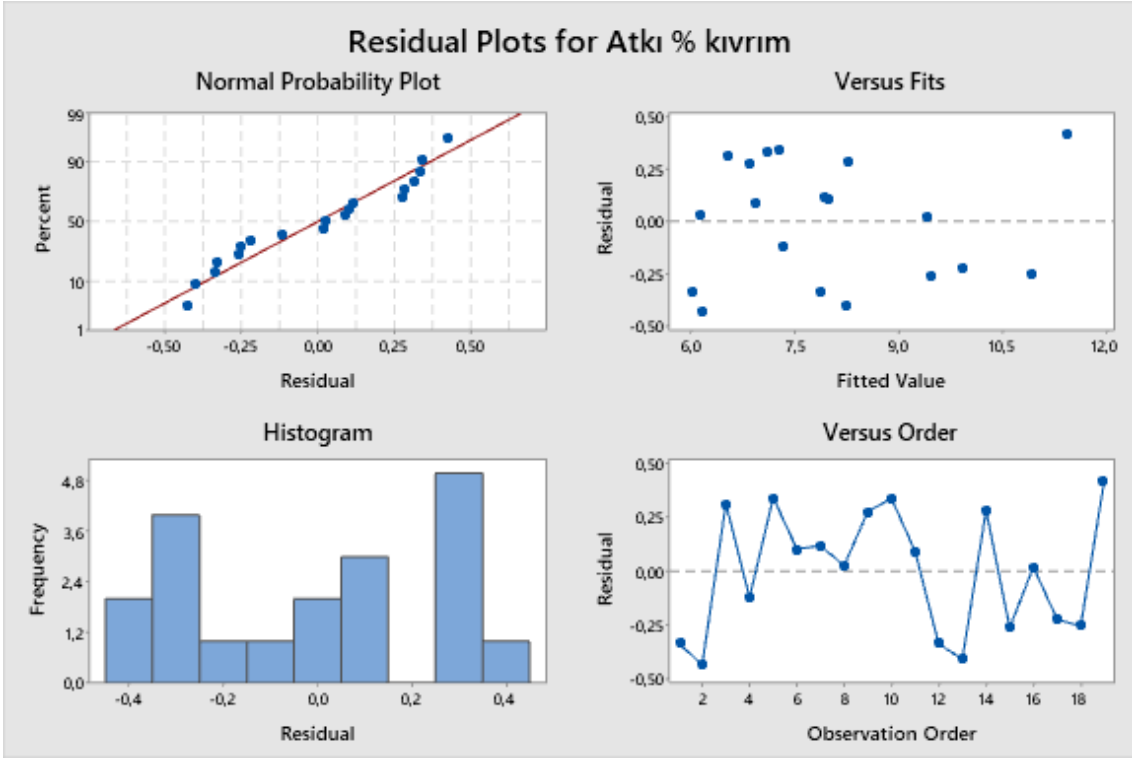 Residual Plots for Atkı % kıvrım
Normal Probability Plot
99
90
50
10
1
Percent
-0,50 -0,25 0,00 0,25 0,50
Residual
Versus Fits
0,50
0,25
0,00
-0,25
-0,50
Residual
6,0 7,5 9,0 10,5 12,0
Fitted Value
Histogram
4,8
3,6
2,4
1,2
0,0
Frequency
-0,4 -0,2 0,0 0,2 0,4
Residual
Versus Order
0,50
0,25
0,00
-0,25
-0,50
Residual
2 4 6 8 10 12 14 16 18
Observation Order